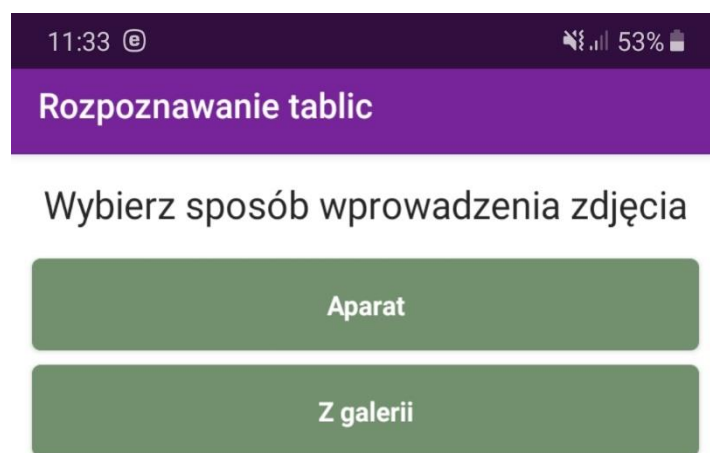 11:33 ⓔ 53%
Rozpoznawanie tablic
Wybierz sposób wprowadzenia zdjęcia
Aparat
Z galerii